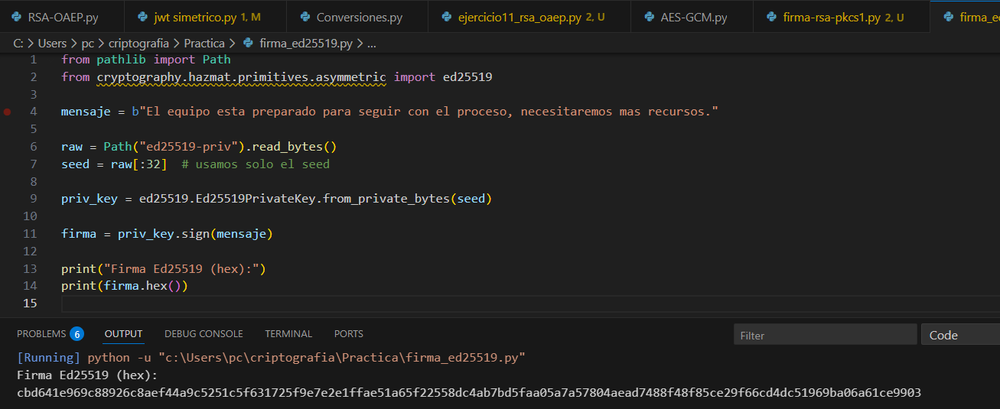 RSA-OAEP.py jwt simetrico.py 1, M Conversiones.py ejercicio11_rsa_oaep.py 2, U AES-GCM.py firma-rsa-pkcs1.py 2, U firma_e
C: > Users > pc > criptografia > Practica > firma_ed25519.py > ...
1 from pathlib import Path
2 from cryptography.hazmat.primitives.asymmetric import ed25519
3
4 mensaje = b"El equipo esta preparado para seguir con el proceso, necesitaremos mas recursos."
5
6 raw = Path("ed25519-priv").read_bytes()
7 seed = raw[:32]  # usamos solo el seed
8
9 priv_key = ed25519.Ed25519PrivateKey.from_private_bytes(seed)
10
11 firma = priv_key.sign(mensaje)
12
13 print("Firma Ed25519 (hex):")
14 print(firma.hex())
15
PROBLEMS 6 OUTPUT DEBUG CONSOLE TERMINAL PORTS Filter Code
[Running] python -u "c:\Users\pc\criptografia\Practica\firma_ed25519.py"
Firma Ed25519 (hex):
cbd641e969c88926c8aef44a9c5251c5f631725f9e7e2e1ffae51a65f22558dc4ab7bd5faa05a7a57804aead7488f48f85ce29f66cd4dc51969ba06a61ce9903